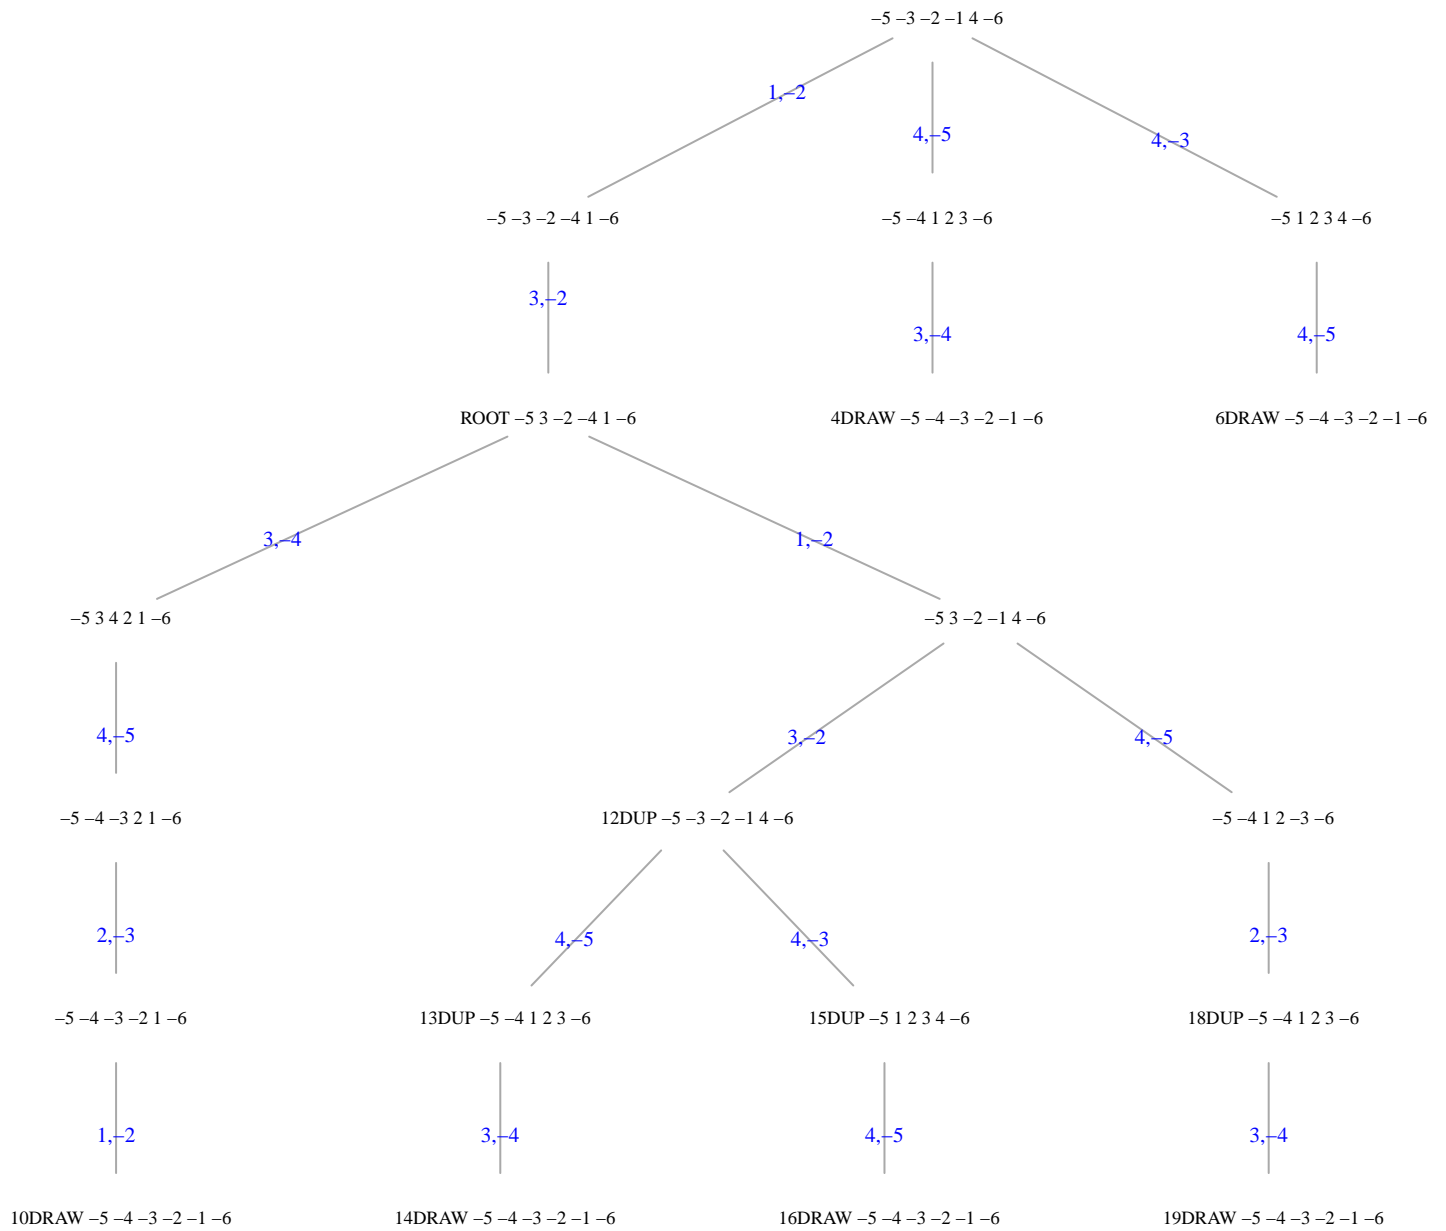 –5 –3 –2 –1 4 –6
1,–2
4,–5
4,–3
–5 –3 –2 –4 1 –6
–5 –4 1 2 3 –6
–5 1 2 3 4 –6
3,–2
3,–4
4,–5
ROOT –5 3 –2 –4 1 –6
4DRAW –5 –4 –3 –2 –1 –6
6DRAW –5 –4 –3 –2 –1 –6
3,–4
1,–2
–5 3 4 2 1 –6
–5 3 –2 –1 4 –6
4,–5
3,–2
4,–5
–5 –4 –3 2 1 –6
12DUP –5 –3 –2 –1 4 –6
–5 –4 1 2 –3 –6
2,–3
4,–5
4,–3
2,–3
–5 –4 –3 –2 1 –6
13DUP –5 –4 1 2 3 –6
15DUP –5 1 2 3 4 –6
18DUP –5 –4 1 2 3 –6
1,–2
3,–4
4,–5
3,–4
10DRAW –5 –4 –3 –2 –1 –6
14DRAW –5 –4 –3 –2 –1 –6
16DRAW –5 –4 –3 –2 –1 –6
19DRAW –5 –4 –3 –2 –1 –6